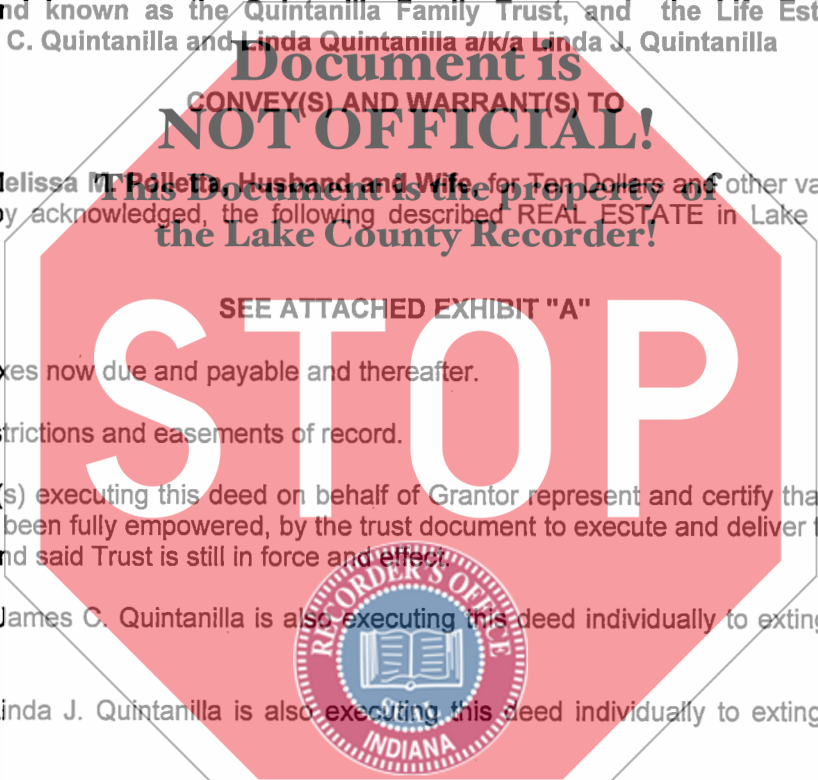 nd known as the Quintanilla Family Trust, and the Life Est
C. Quintanilla and Linda Quintanilla a/k/a Linda J. Quintanilla
Document is
CONVEY(S) AND WARRANT(S) TO
NOT OFFICIAL!
elissa M. Rolletta, Husband and Wife, for Ten Dollars and other va
This Document is the property of
y acknowledged, the following described REAL ESTATE in Lake
the Lake County Recorder!
SEE ATTACHED EXHIBIT "A"
STOP
xes now due and payable and thereafter.
trictions and easements of record.
(s) executing this deed on behalf of Grantor represent and certify tha
been fully empowered, by the trust document to execute and deliver t
nd said Trust is still in force and effect.
RECORDER'S OFFICE
James C. Quintanilla is also executing this deed individually to exting
inda J. Quintanilla is also executing this deed individually to exting
INDIANA